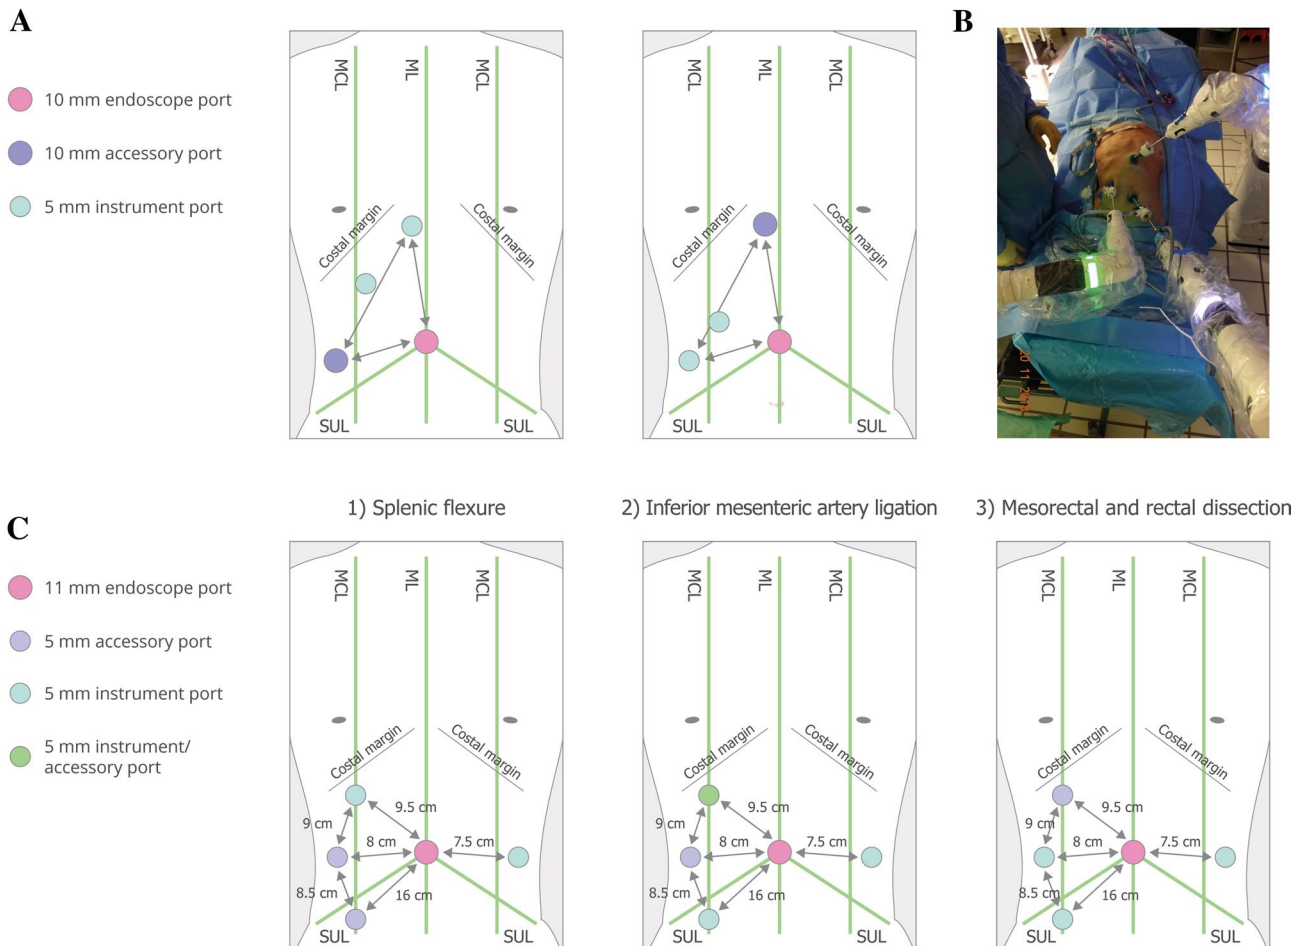 A
B
10 mm endoscope port
10 mm accessory port
5 mm instrument port
MCL
ML
MCL
Costal margin
Costal margin
SUL
SUL
MCL
ML
MCL
Costal margin
Costal margin
SUL
SUL
1) Splenic flexure
2) Inferior mesenteric artery ligation
3) Mesorectal and rectal dissection
C
11 mm endoscope port
5 mm accessory port
5 mm instrument port
5 mm instrument/
accessory port
MCL
ML
MCL
Costal margin
Costal margin
9.5 cm
9 cm
8 cm
7.5 cm
8.5 cm
16 cm
SUL
SUL
MCL
ML
MCL
Costal margin
Costal margin
9.5 cm
9 cm
8 cm
7.5 cm
8.5 cm
16 cm
SUL
SUL
MCL
ML
MCL
Costal margin
Costal margin
9.5 cm
9 cm
8 cm
7.5 cm
8.5 cm
16 cm
SUL
SUL